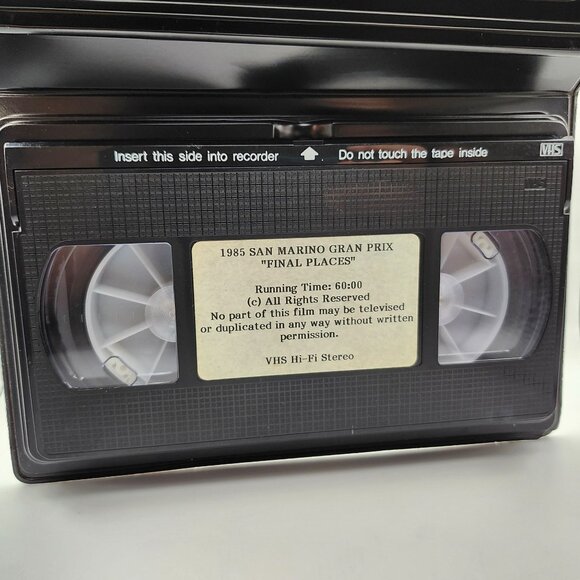 Insert this side into recorder Do not touch the tape inside VHS
1985 SAN MARINO GRAN PRIX
"FINAL PLACES"
Running Time: 60:00
(c) All Rights Reserved
No part of this film may be televised
or duplicated in any way without written
permission.
VHS Hi-Fi Stereo